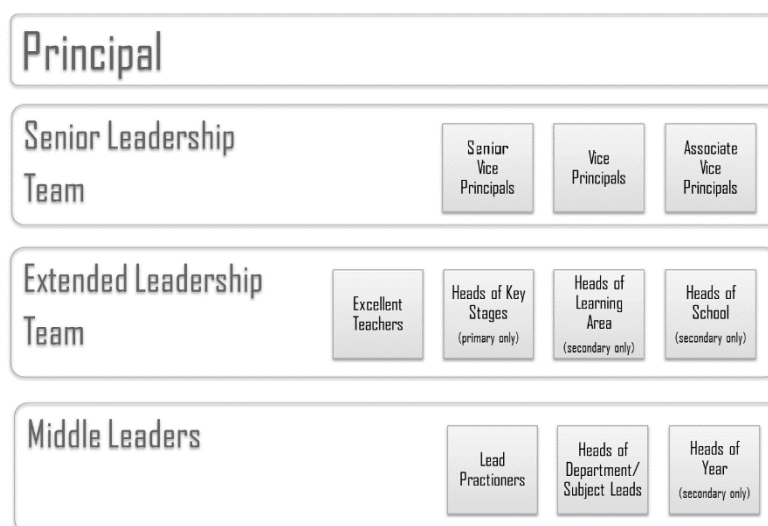 Principal
Senior Leadership
Team
Senior
Vice
Principals
Vice
Principals
Associate
Vice
Principals
Extended Leadership
Team
Excellent
Teachers
Heads of Key
Stages
(primary only)
Heads of
Learning
Area
(secondary only)
Heads of
School
(secondary only)
Middle Leaders
Lead
Practioners
Heads of
Department/
Subject Leads
Heads of
Year
(secondary only)